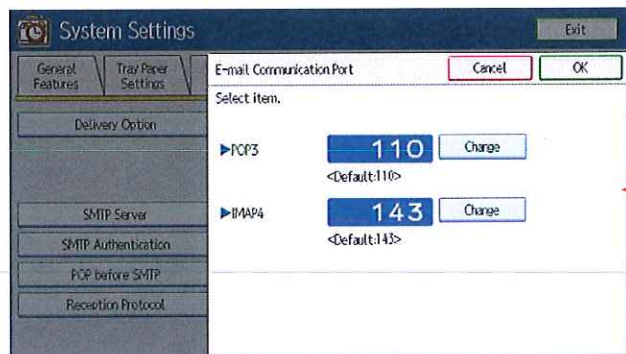 System Settings
Exit
General Features
Tray Paper Settings
E-mail Communication Port
Cancel
OK
Select item.
Delivery Option
▶POP3
110
Change
<Default:110>
SMTP Server
▶IMAP4
143
Change
<Default:143>
SMTP Authentication
POP before SMTP
Reception Protocol